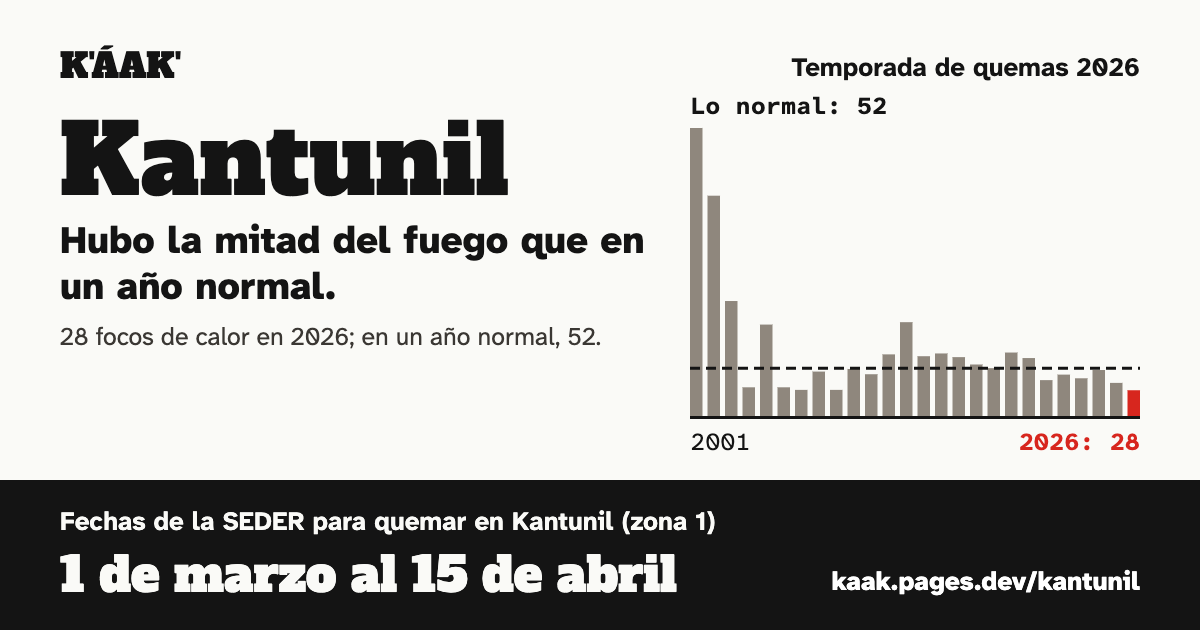 K'ÁAK'
Kantunil
Hubo la mitad del fuego que en
un año normal.
28 focos de calor en 2026; en un año normal, 52.
Temporada de quemas 2026
Lo normal: 52
2001
2026: 28
Fechas de la SEDER para quemar en Kantunil (zona 1)
1 de marzo al 15 de abril
kaak.pages.dev/kantunil